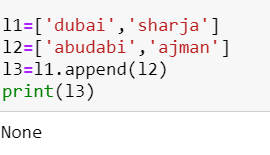 l1=['dubai','sharja']
l2=['abudabi','ajman']
l3=l1.append(l2)
print(l3)
None